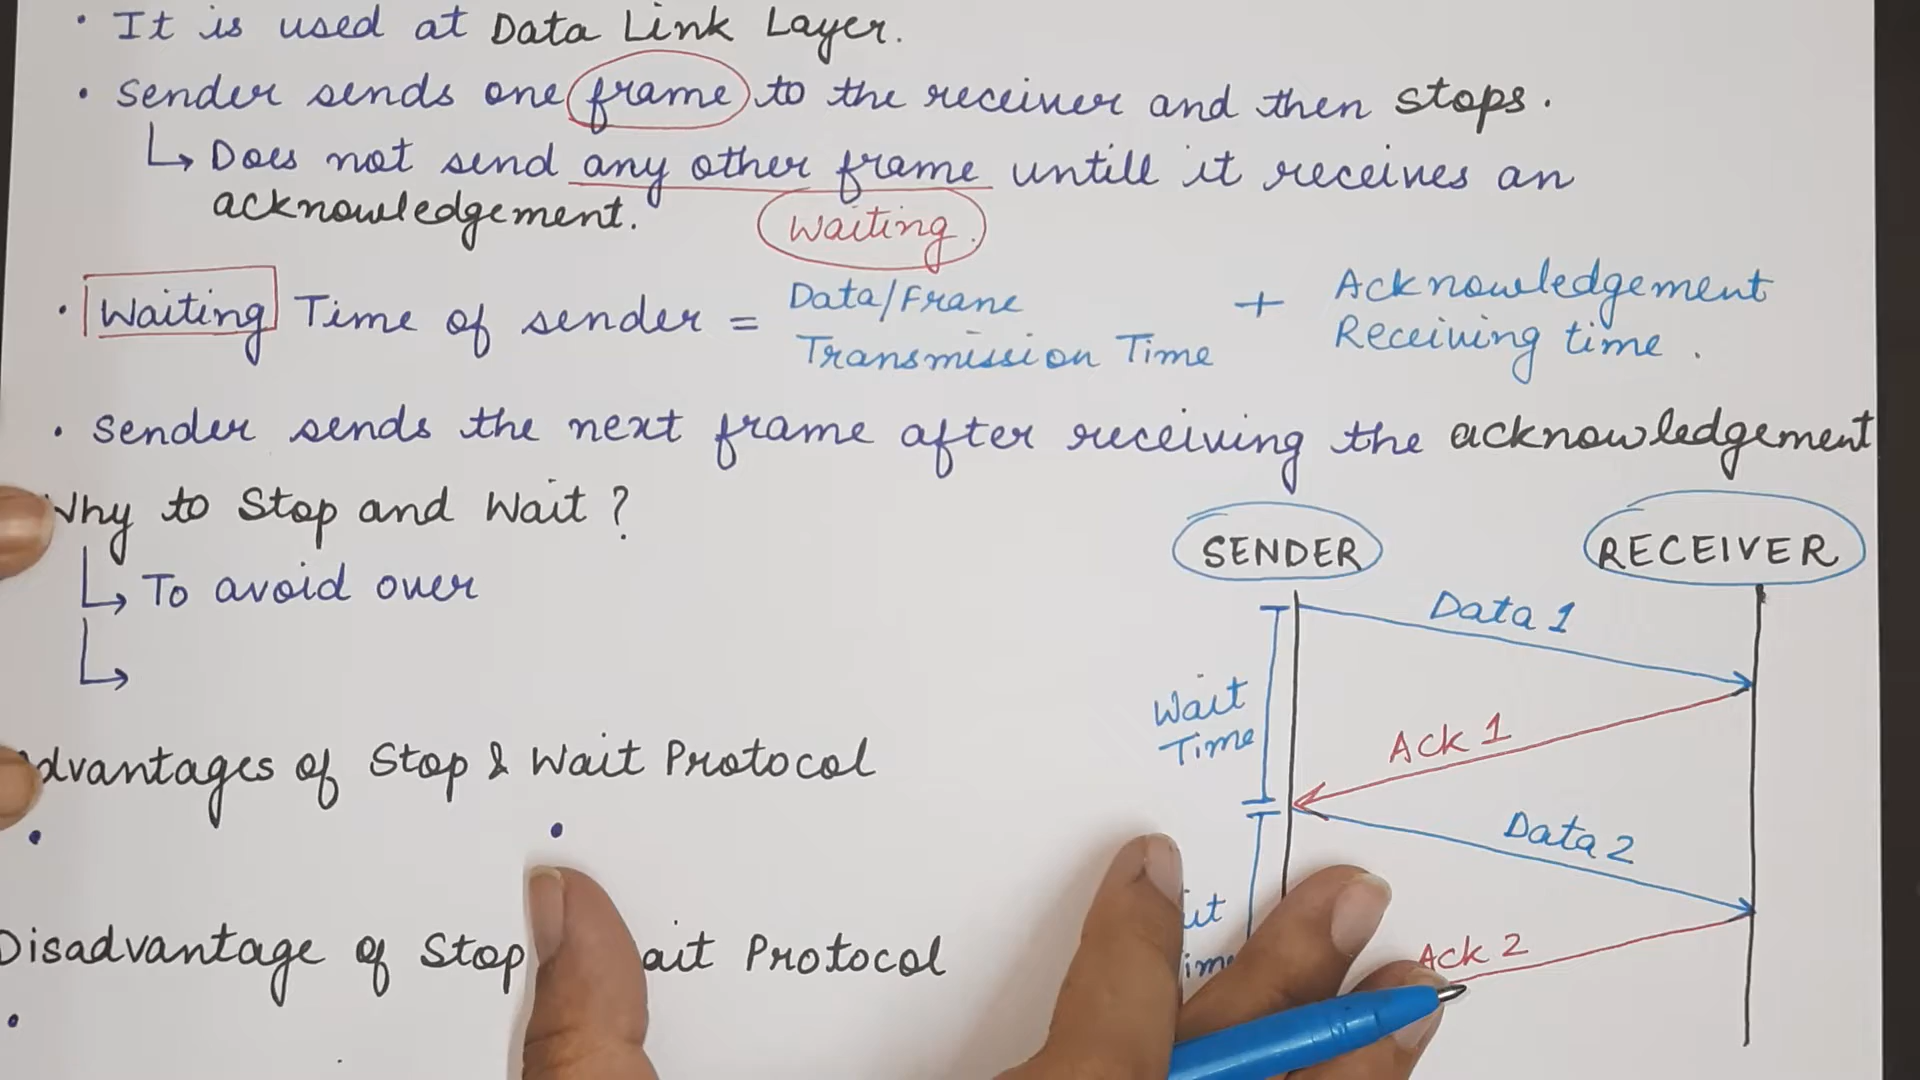 • It is used at Data Link Layer.
• Sender sends one frame to the receiver and then stops.
↳ Does not send any other frame untill it receives an
acknowledgement.
Waiting.
• Waiting Time of sender = Data/Frane Transmission Time + Acknowledgement Receiving time.
• Sender sends the next frame after receiving the acknowledgement
Why to Stop and Wait?
↳ To avoid over
↳
SENDER
RECEIVER
Data 1
Wait
Time
Ack 1
Data 2
Ack 2
dvantages of Stop & Wait Protocol
•
•
Disadvantage of Stop ait Protocol
•